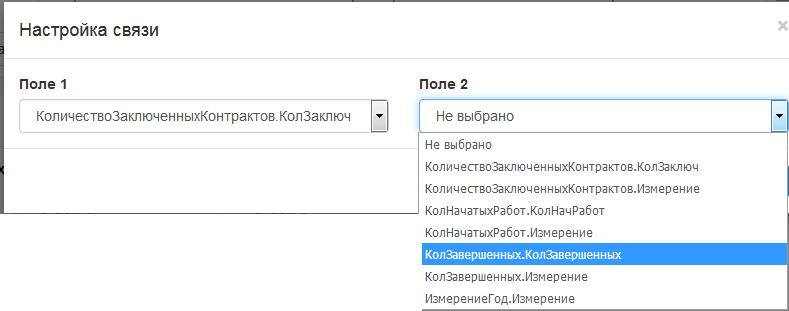 Настройка связи
×
Поле 1
Поле 2
КоличествоЗаключенныхКонтрактов.КолЗаключ
Не выбрано
Не выбрано
КоличествоЗаключенныхКонтрактов.КолЗаключ
КоличествоЗаключенныхКонтрактов.Измерение
КолНачатыхРабот.КолНачРабот
КолНачатыхРабот.Измерение
КолЗавершенных.КолЗавершенных
КолЗавершенных.Измерение
ИзмерениеГод.Измерение